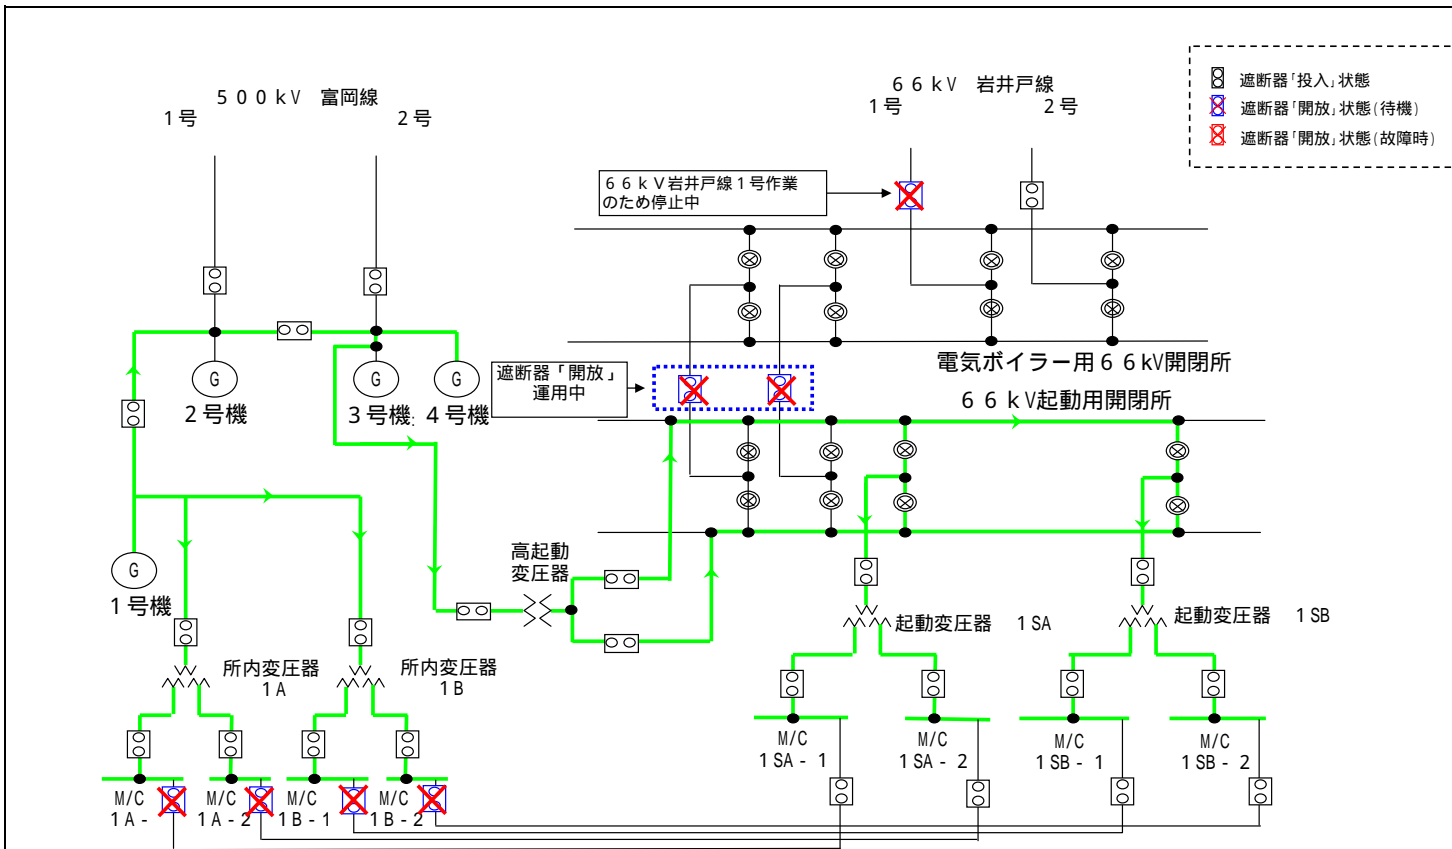 ５００kV　富岡線
1号
2号
６６kV　岩井戸線
1号
2号
遮断器「投入」状態
遮断器「開放」状態(待機)
遮断器「開放」状態(故障時)
６６ｋＶ岩井戸線１号作業
のため停止中
電気ボイラー用６６kV開閉所
遮断器「開放」
運用中
６６ｋV起動用開閉所
G
2号機
G
3号機
G
4号機
G
1号機
高起動
変圧器
所内変圧器
1A
所内変圧器
1B
起動変圧器　1SA
起動変圧器　1SB
M/C
1SA-1
M/C
1SA-2
M/C
1SB-1
M/C
1SB-2
M/C
1A-
M/C
1A-2
M/C
1B-1
M/C
1B-2